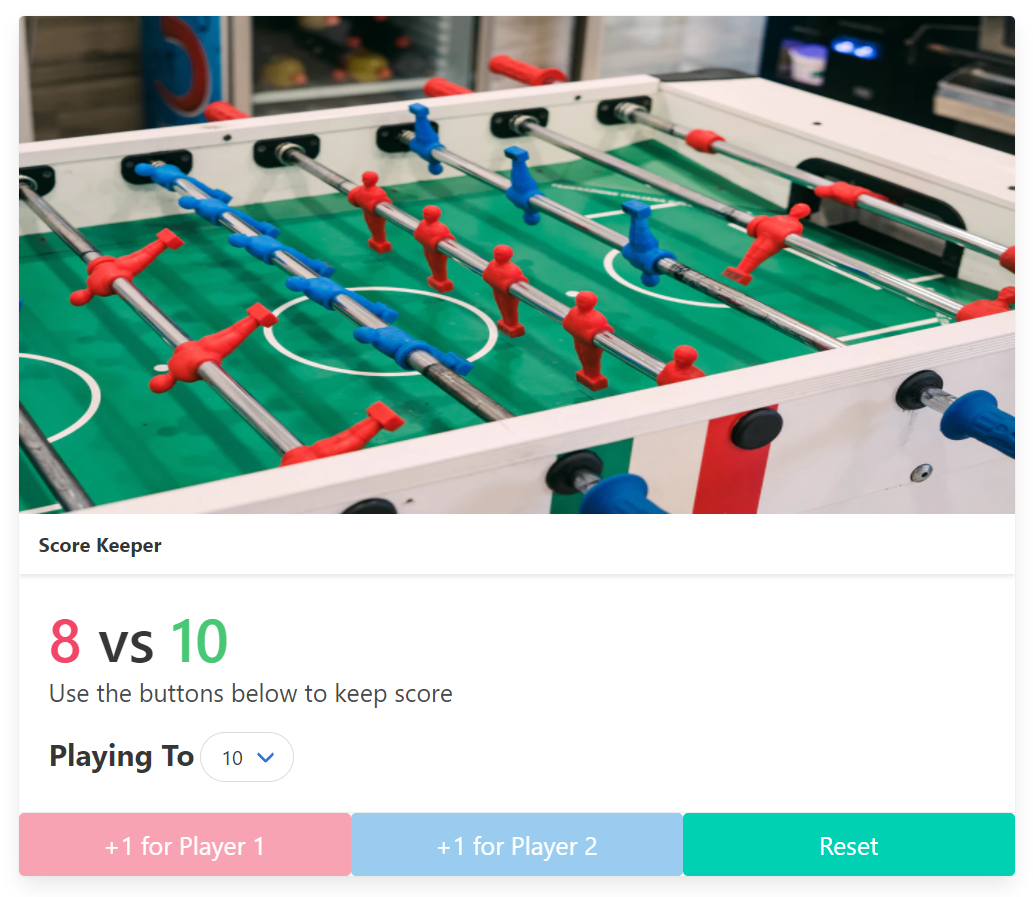 Score Keeper
8 vs 10
Use the buttons below to keep score
Playing To 10
+1 for Player 1
+1 for Player 2
Reset